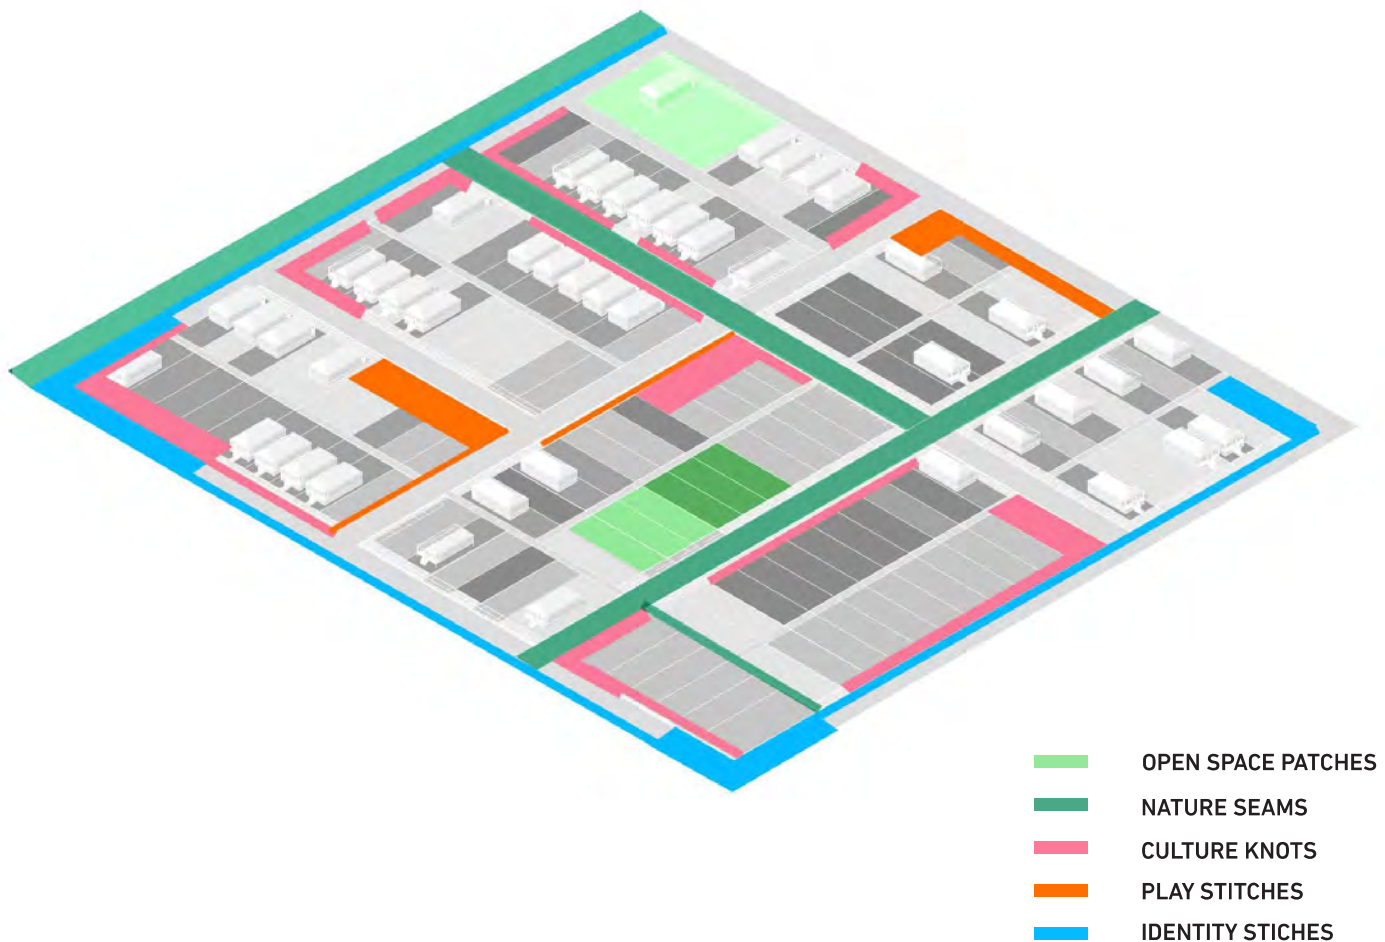 OPEN SPACE PATCHES
NATURE SEAMS
CULTURE KNOTS
PLAY STITCHES
IDENTITY STICHES